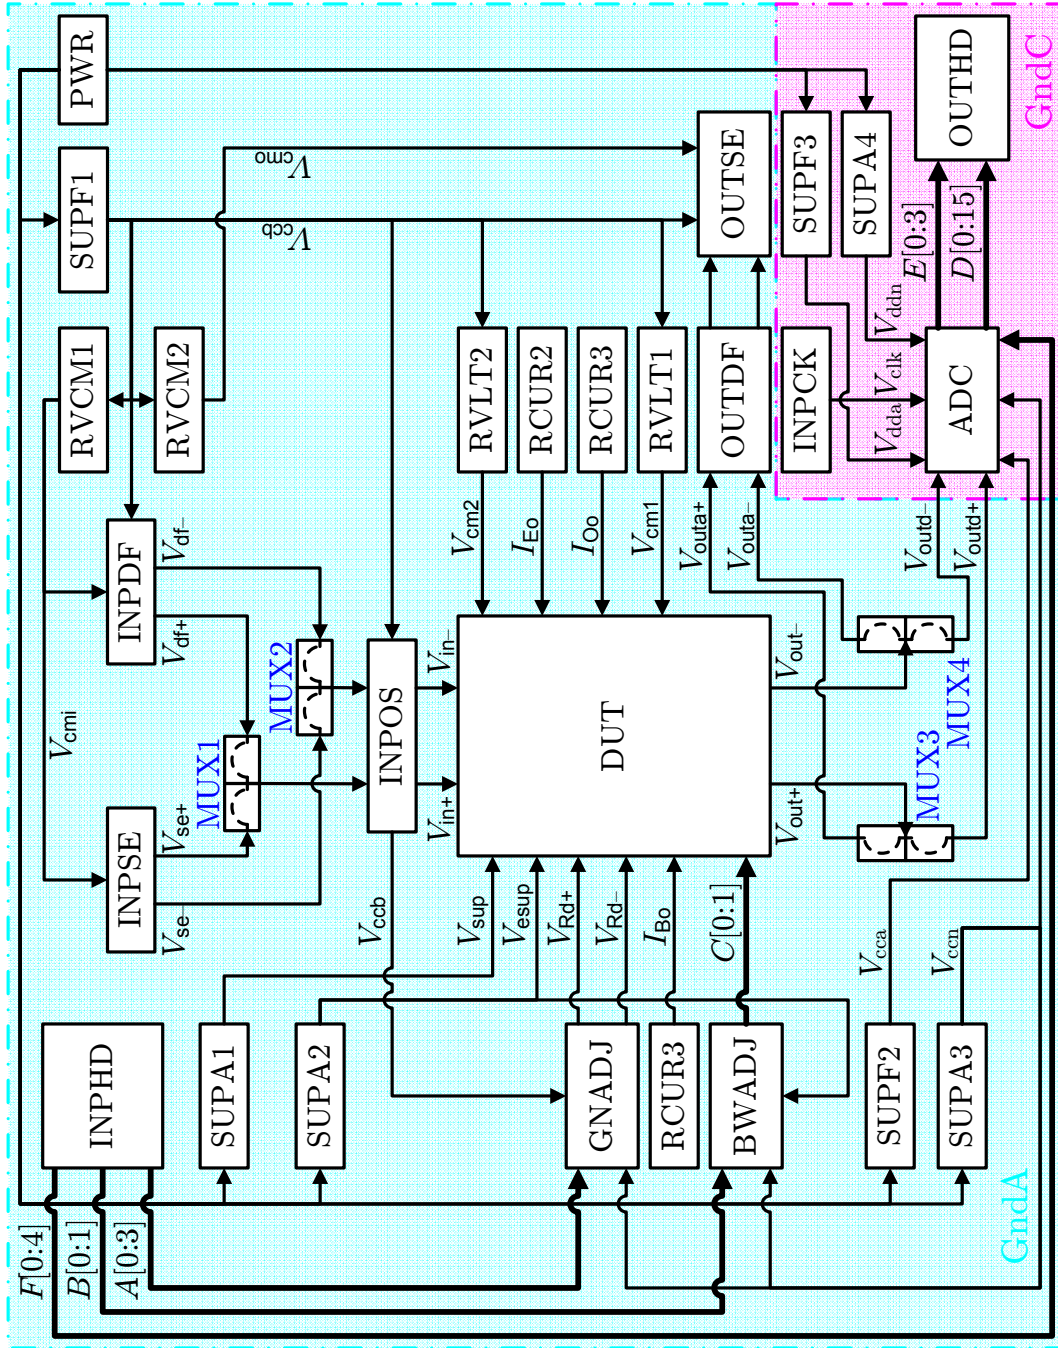 F[0:4]
B[0:1]
A[0:3]
INPHD
PWR
SUPF1
RVCM1
RVCM2
INPDF
INPSE
V_cmi
V_df−
V_df+
V_se+
V_se−
MUX1
MUX2
V_cmo
V_ccb
INPOS
V_in−
V_in+
V_ccb
SUPA1
SUPA2
V_sup
V_esup
V_Rd+
V_Rd−
I_Bo
C[0:1]
GNADJ
RCUR3
BWADJ
DUT
V_cm2
I_Eo
I_Oo
V_cm1
RVLT2
RCUR2
RCUR3
RVLT1
OUTDF
OUTSE
V_outa+
V_outa−
V_out−
V_out+
MUX3
MUX4
V_outd−
V_outd+
V_cca
V_ccn
SUPF2
SUPA3
GndA
SUPF3
SUPA4
INPCK
V_dda
V_clk
V_ddn
ADC
E[0:3]
D[0:15]
OUTHD
GndC